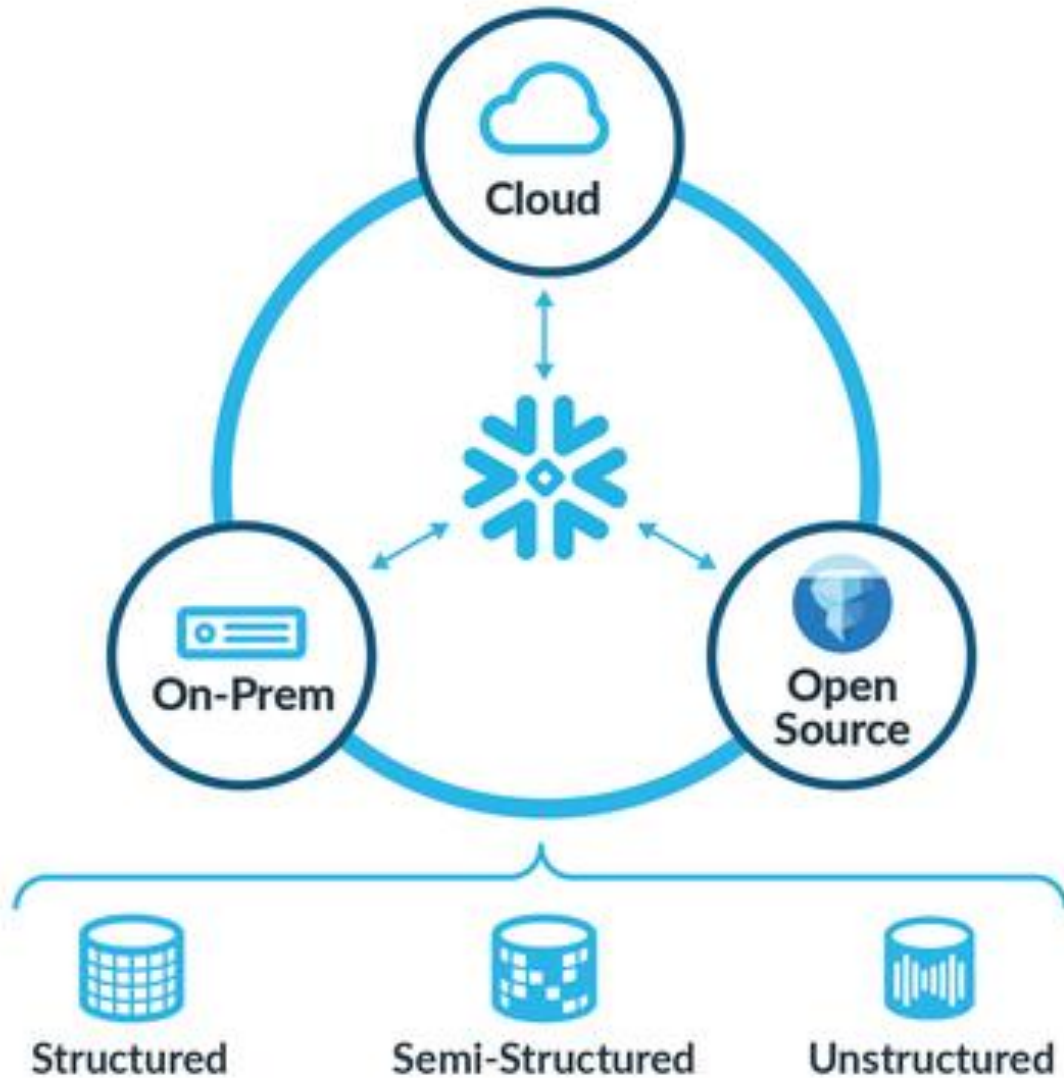 Cloud
On-Prem
Open
Source
Structured
Semi-Structured
Unstructured